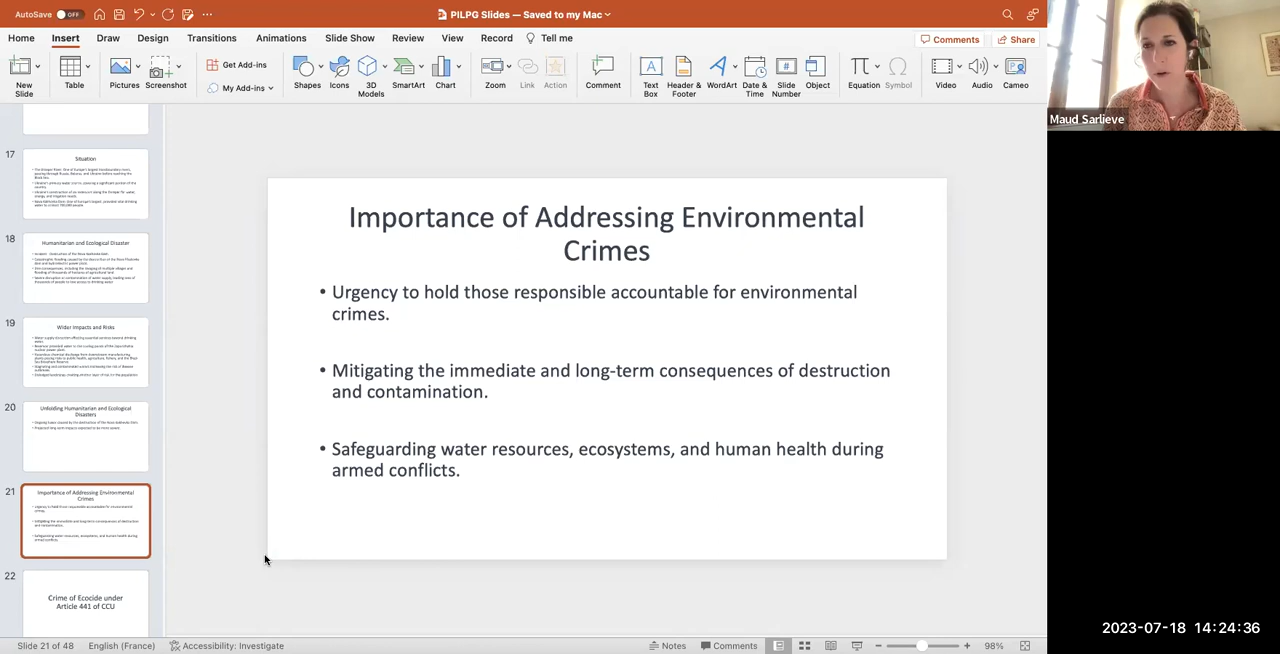 AutoSave OFF PILPG Slides — Saved to my Mac
Home Insert Draw Design Transitions Animations Slide Show Review View Record Tell me Comments Share
New Slide Table Pictures Screenshot Get Add-ins My Add-ins Shapes Icons 3D Models SmartArt Chart Zoom Link Action Comment Text Box Header & Footer WordArt Date & Time Slide Number Object Equation Symbol Video Audio Cameo
Maud Sarlieve
17
Situation
18
Humanitarian and Ecological Disaster
19
Wider Impacts and Risks
20
Unfolding Humanitarian and Ecological
Disasters
21
Importance of Addressing Environmental
Crimes
22
Crime of Ecocide under
Article 441 of CCU
Importance of Addressing Environmental
Crimes
• Urgency to hold those responsible accountable for environmental
crimes.
• Mitigating the immediate and long-term consequences of destruction
and contamination.
• Safeguarding water resources, ecosystems, and human health during
armed conflicts.
Slide 21 of 48 English (France) Accessibility: Investigate Notes Comments 98%
2023-07-18 14:24:36